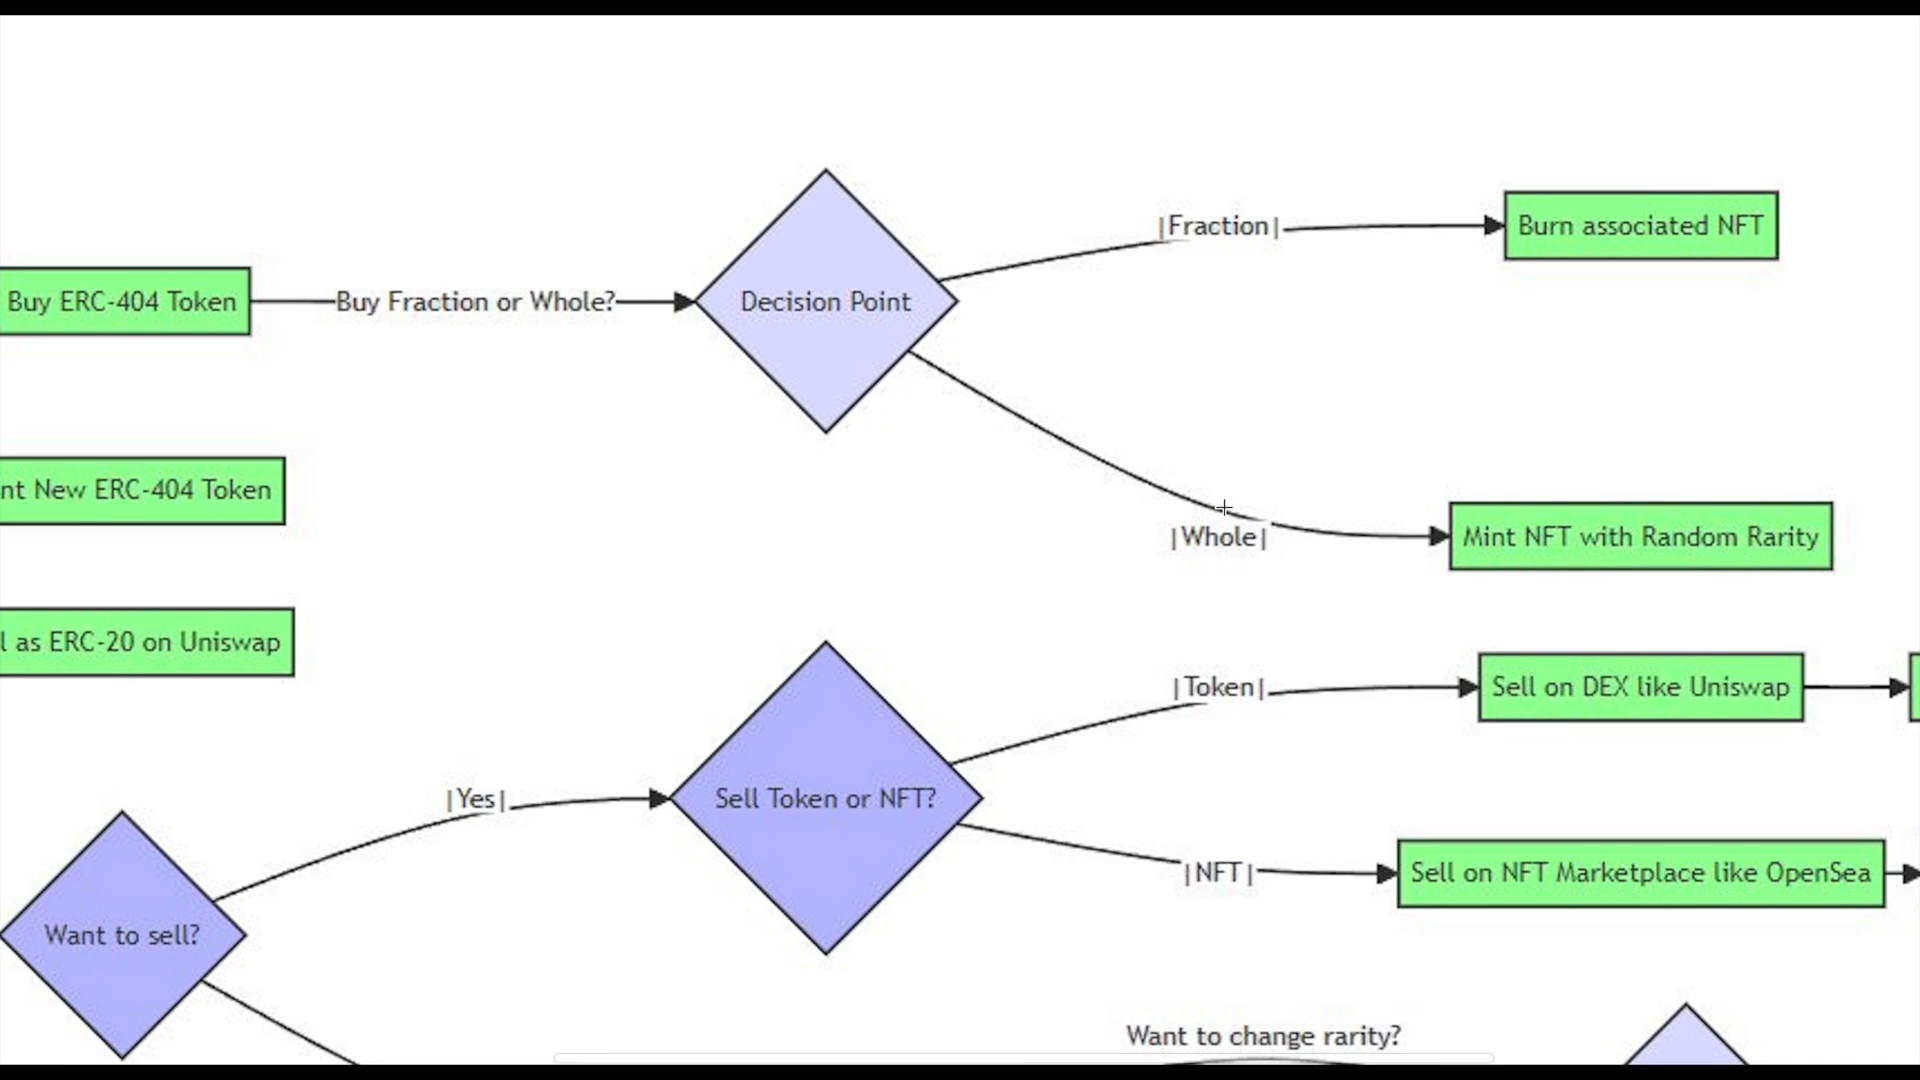 |Fraction|
Burn associated NFT
Buy ERC-404 Token
Buy Fraction or Whole?
Decision Point
nt New ERC-404 Token
|Whole|
Mint NFT with Random Rarity
l as ERC-20 on Uniswap
|Token|
Sell on DEX like Uniswap
|Yes|
Sell Token or NFT?
|NFT|
Sell on NFT Marketplace like OpenSea
Want to sell?
Want to change rarity?